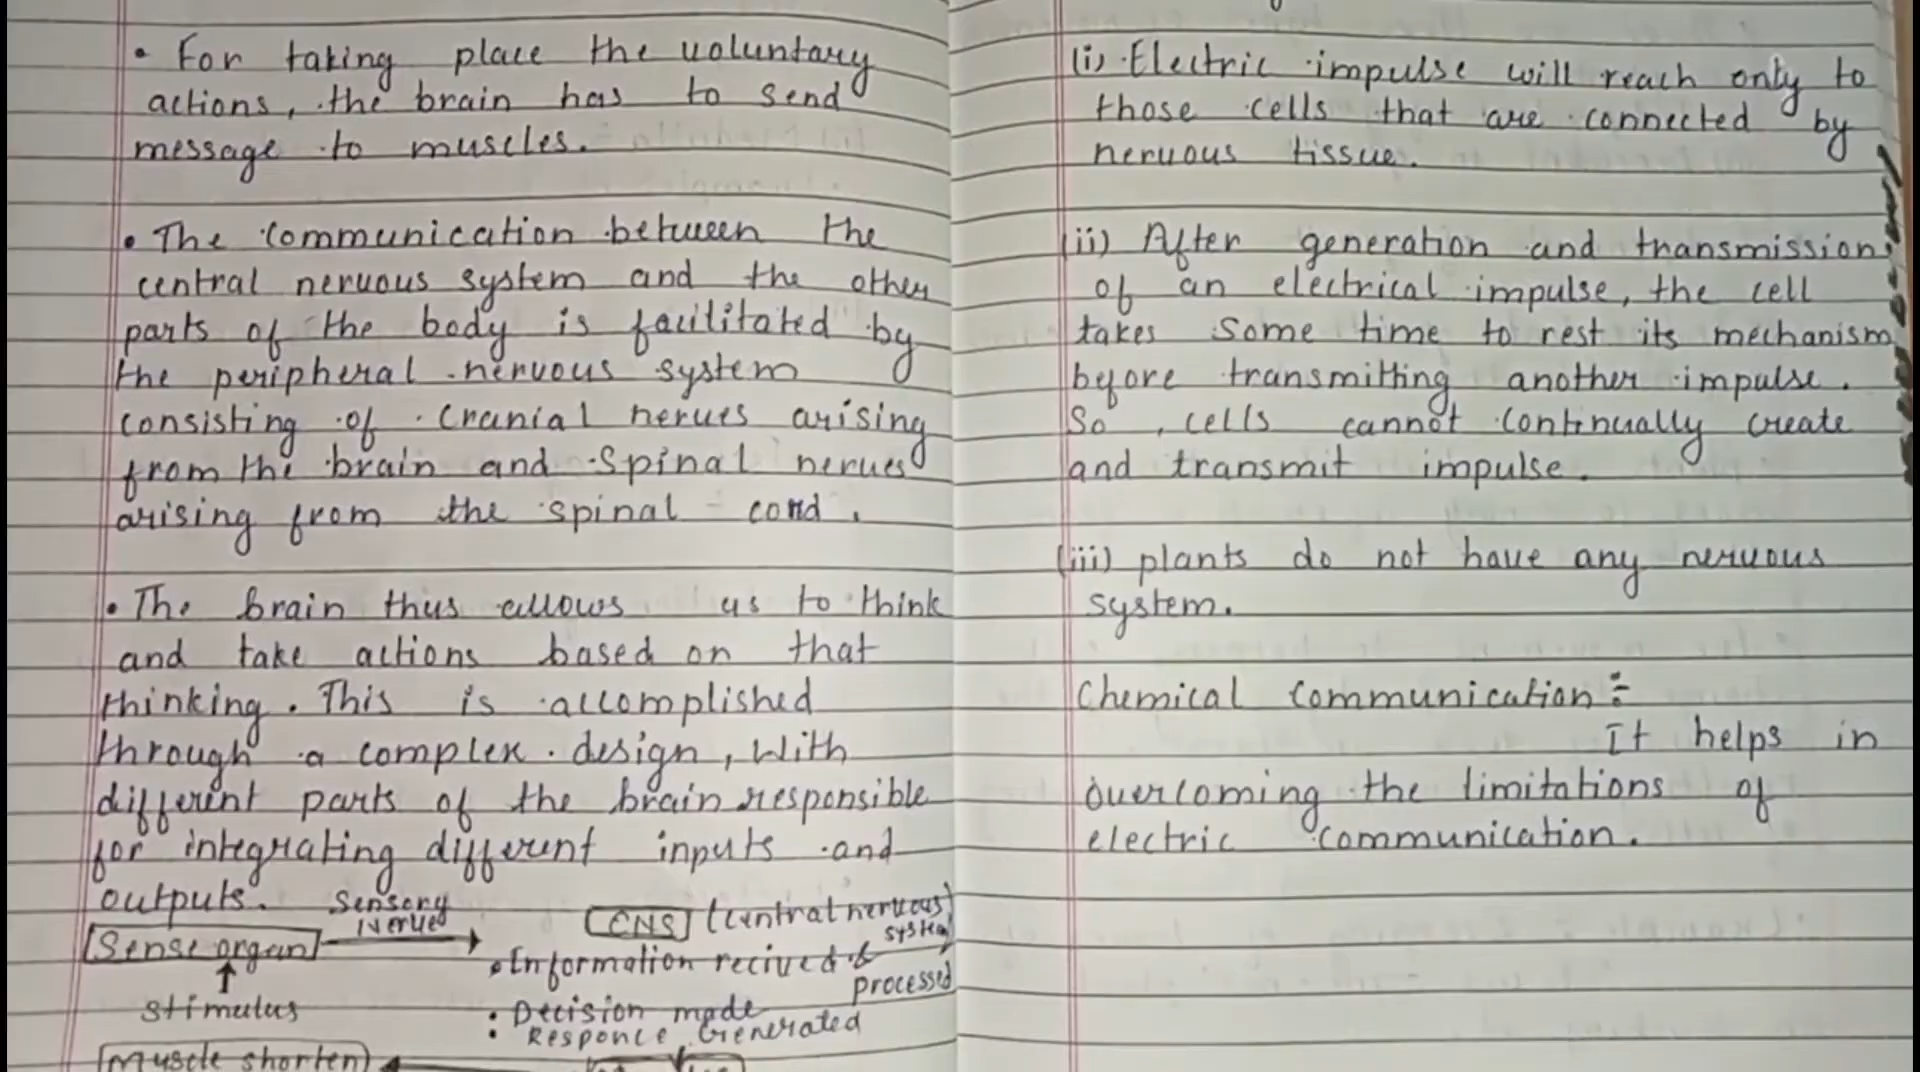 • For taking place the voluntary
actions, the brain has to send
message to muscles.
• The communication between the
central nervous system and the other
parts of the body is facilitated by
the peripheral nervous system
consisting of cranial nerves arising
from the brain and spinal nerves
arising from the spinal cord.
• The brain thus allows us to think
and take actions based on that
thinking. This is accomplished
through a complex design, with
different parts of the brain responsible
for integrating different inputs and
outputs.
Sensory
Nerves
Sense organ
CNS (Central nervous
system)
• Information recived &
processed
Stimulus
• Decision made
• Responce Generated
Muscle shorten
(i) Electric impulse will reach only to
those cells that are connected by
nervous tissue.
(ii) After generation and transmission
of an electrical impulse, the cell
takes some time to rest its mechanism
before transmitting another impulse.
So, cells cannot continually create
and transmit impulse.
(iii) plants do not have any nervous
system.
Chemical communication:-
It helps in
overcoming the limitations of
electric communication.